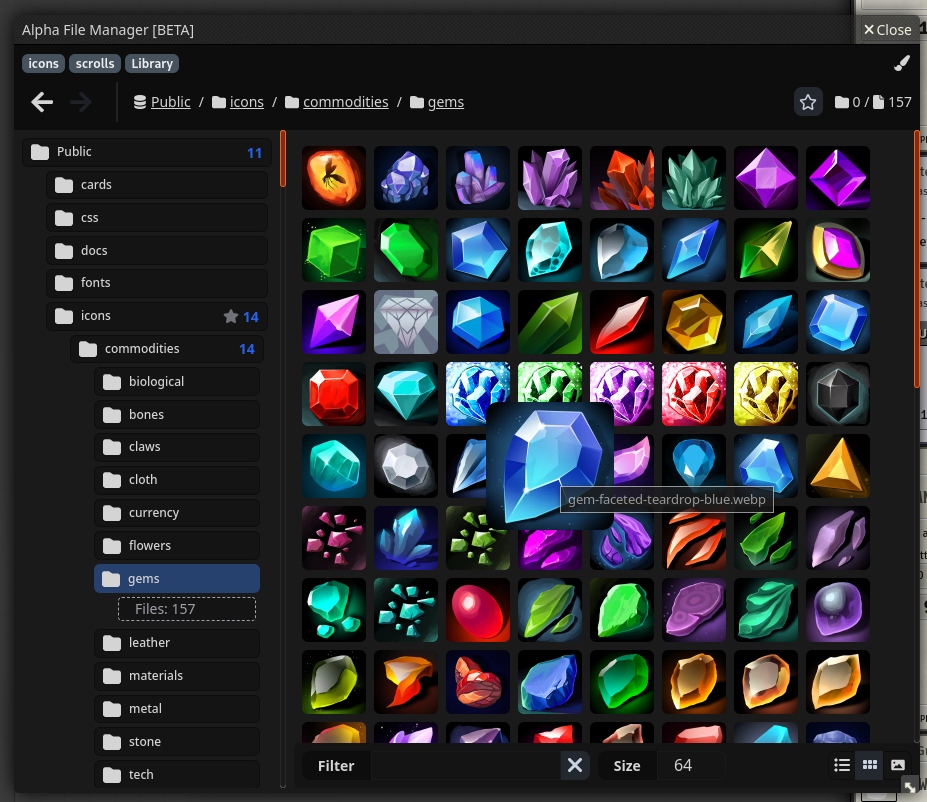 Alpha File Manager [BETA]
Close
icons scrolls Library
Public / icons / commodities / gems
0 / 157
Public 11
cards
css
docs
fonts
icons 14
commodities 14
biological
bones
claws
cloth
currency
flowers
gems
Files: 157
leather
materials
metal
stone
tech
gem-faceted-teardrop-blue.webp
Filter
Size 64